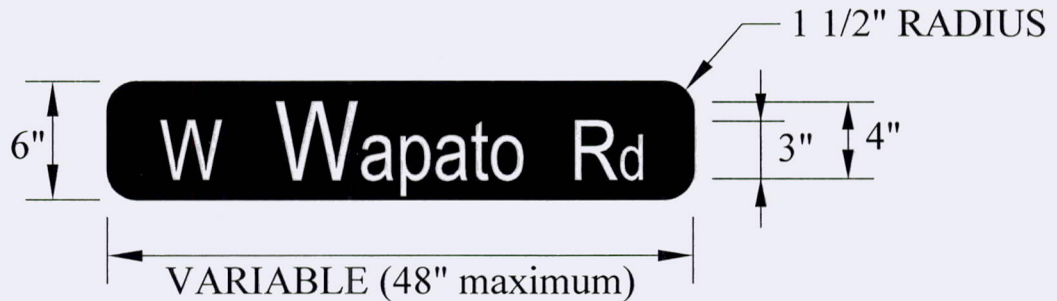 1 1/2" RADIUS
6"
W Wapato Rd
3"
4"
VARIABLE (48" maximum)